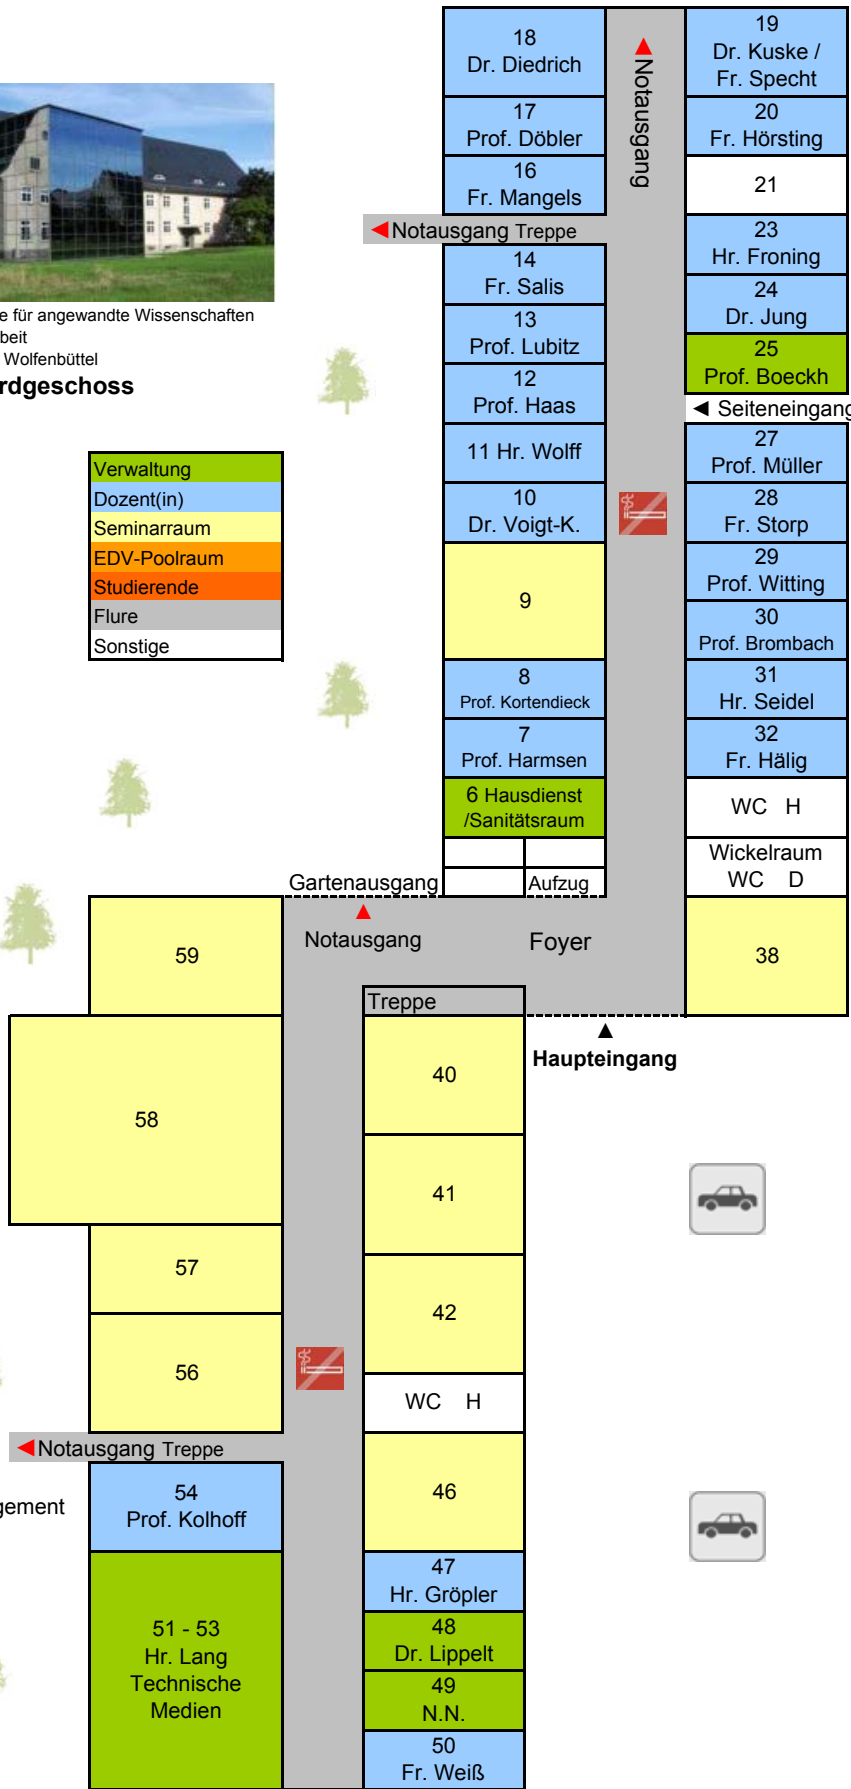 18
Dr. Diedrich
17
Prof. Döbler
16
Fr. Mangels
◄Notausgang Treppe
14
Fr. Salis
13
Prof. Lubitz
12
Prof. Haas
11 Hr. Wolff
10
Dr. Voigt-K.
9
8
Prof. Kortendieck
7
Prof. Harmsen
6 Hausdienst
/Sanitätsraum
Aufzug
◄Notausgang
19
Dr. Kuske /
Fr. Specht
20
Fr. Hörsting
21
23
Hr. Froning
24
Dr. Jung
25
Prof. Boeckh
◄ Seiteneingang
27
Prof. Müller
28
Fr. Storp
29
Prof. Witting
30
Prof. Brombach
31
Hr. Seidel
32
Fr. Hälig
WC H
Wickelraum
WC D
38
e für angewandte Wissenschaften
beit
Wolfenbüttel
rdgeschoss
Verwaltung
Dozent(in)
Seminarraum
EDV-Poolraum
Studierende
Flure
Sonstige
Gartenausgang
▲
Notausgang
Foyer
Treppe
▲
Haupteingang
59
58
57
56
◄Notausgang Treppe
gement
54
Prof. Kolhoff
51 - 53
Hr. Lang
Technische
Medien
40
41
42
WC H
46
47
Hr. Gröpler
48
Dr. Lippelt
49
N.N.
50
Fr. Weiß